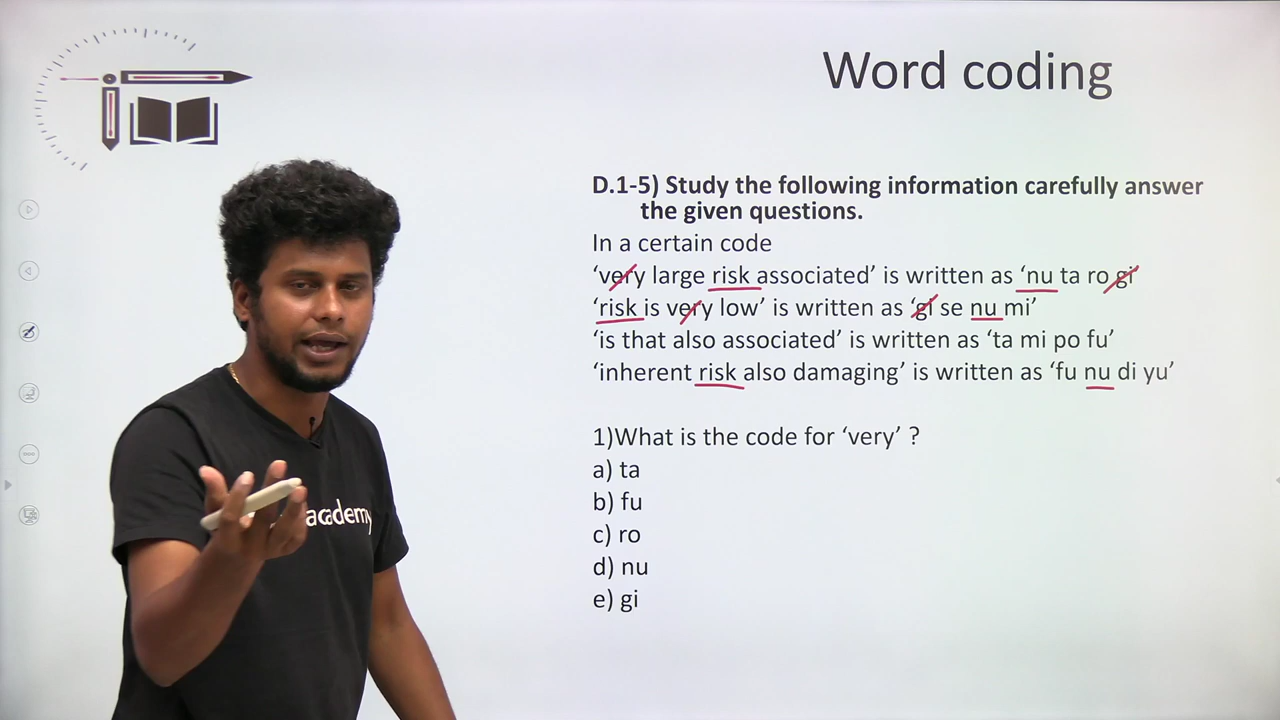 Word coding
D.1-5) Study the following information carefully answer
the given questions.
In a certain code
‘very large risk associated’ is written as ‘nu ta ro gi’
‘risk is very low’ is written as ‘gi se nu mi’
‘is that also associated’ is written as ‘ta mi po fu’
‘inherent risk also damaging’ is written as ‘fu nu di yu’
1)What is the code for ‘very’ ?
a) ta
b) fu
c) ro
d) nu
e) gi
academy